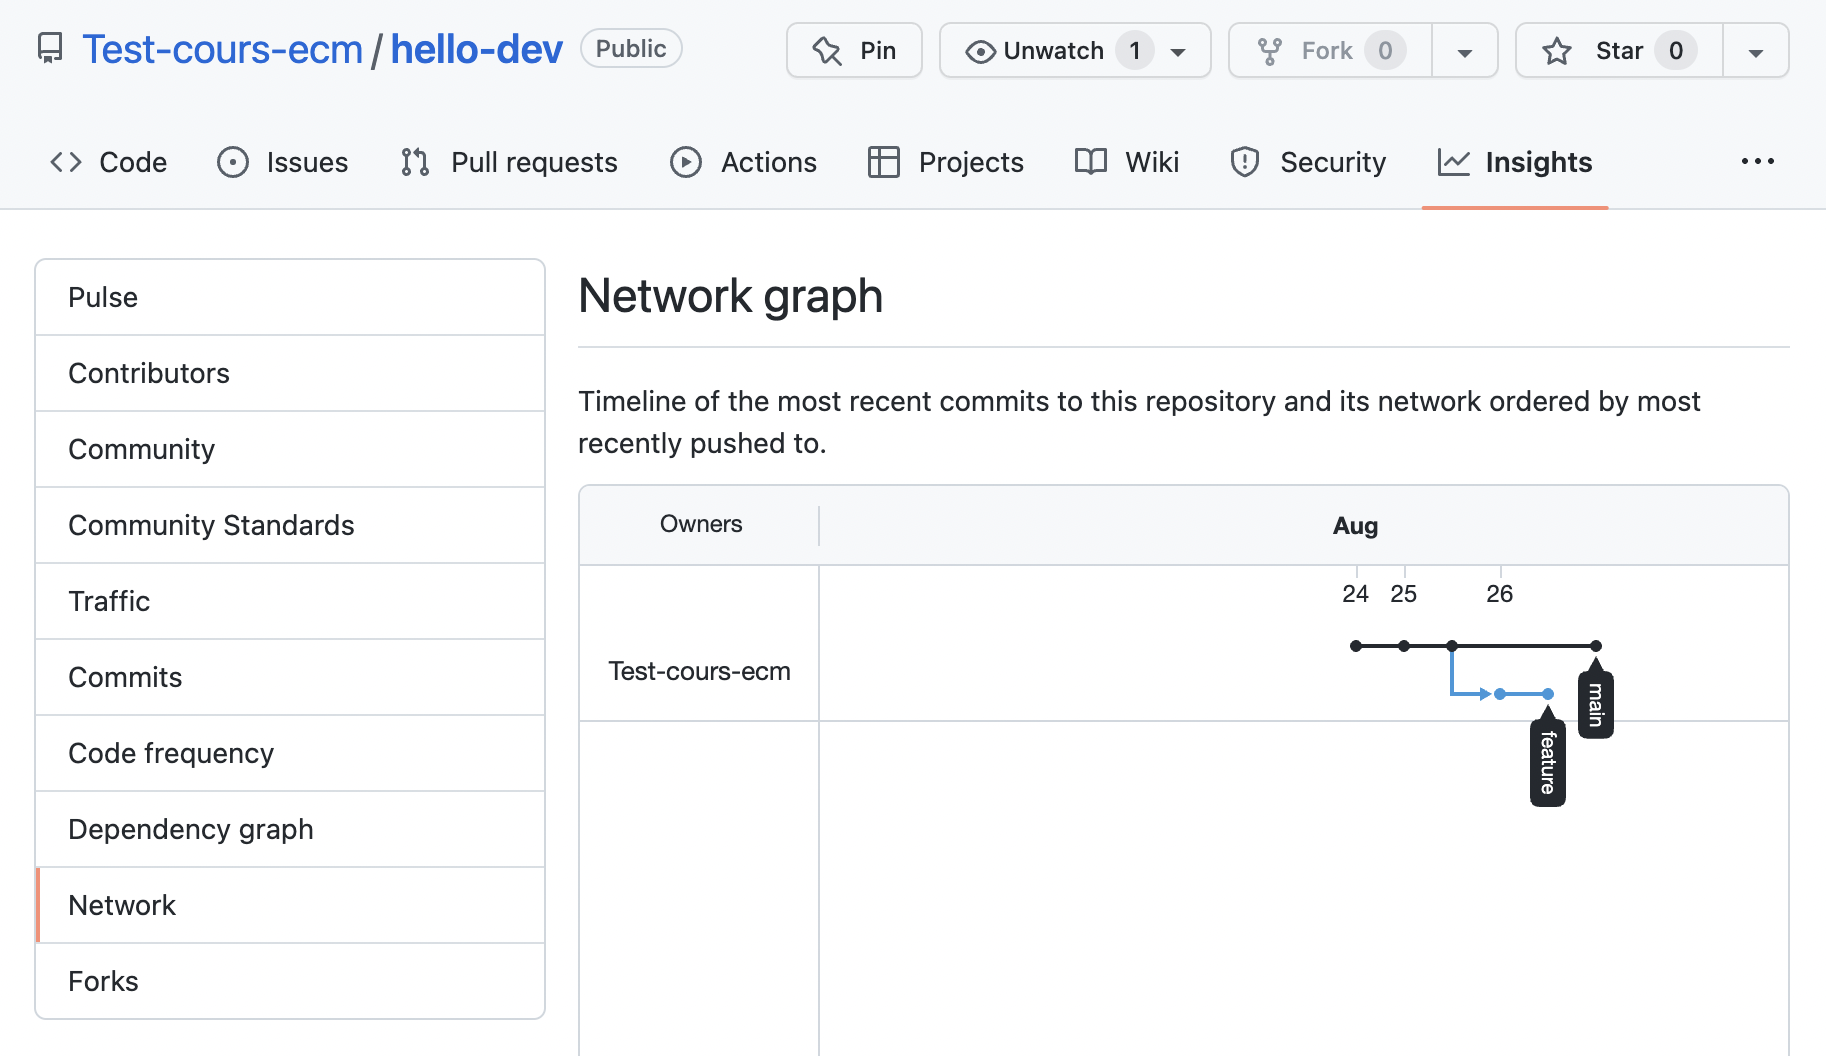 Test-cours-ecm / hello-dev Public Pin Unwatch 1 Fork 0 Star 0
Code Issues Pull requests Actions Projects Wiki Security Insights ...
Pulse
Contributors
Community
Community Standards
Traffic
Commits
Code frequency
Dependency graph
Network
Forks
Network graph
Timeline of the most recent commits to this repository and its network ordered by most
recently pushed to.
Owners Aug
24 25 26
Test-cours-ecm
main
feature